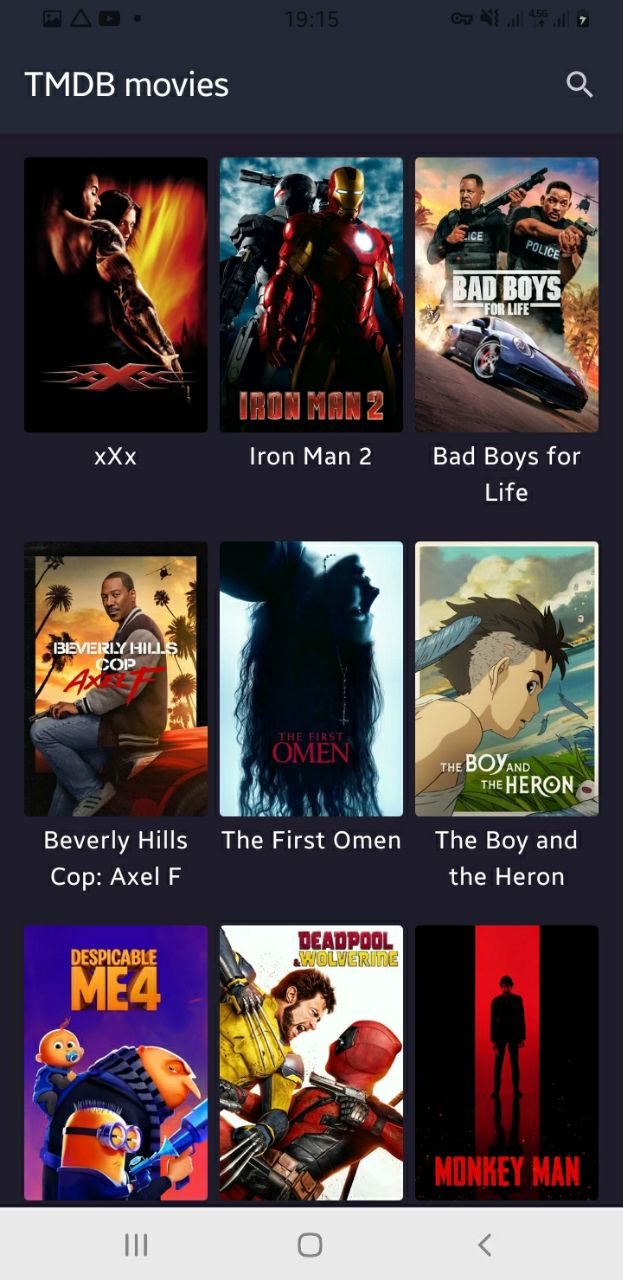 19:15
4.5G
TMDB movies
XXX
IRON MAN 2
POLICE
BAD BOYS
FOR LIFE
xXx
Iron Man 2
Bad Boys for
Life
BEVERLY HILLS
COP
AXEL F
THE FIRST
OMEN
THE BOY AND
THE HERON
Beverly Hills
Cop: Axel F
The First Omen
The Boy and
the Heron
DESPICABLE
ME4
DEADPOOL
& WOLVERINE
MONKEY MAN